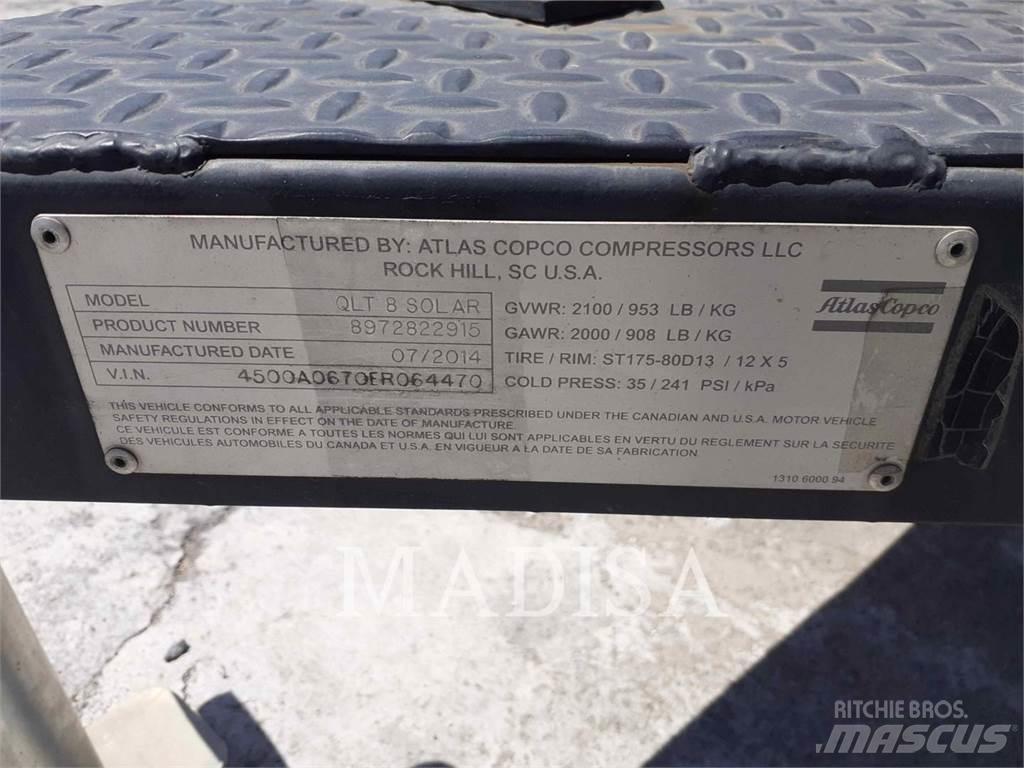 MANUFACTURED BY: ATLAS COPCO COMPRESSORS LLC
ROCK HILL, SC U.S.A.
MODEL QLT 8 SOLAR
PRODUCT NUMBER 8972822915
MANUFACTURED DATE 07/2014
V.I.N. 4500A0670ER064470
GVWR: 2100 / 953 LB / KG
GAWR: 2000 / 908 LB / KG
TIRE / RIM: ST175-80D13 / 12 X 5
COLD PRESS: 35 / 241 PSI / kPa
Atlas Copco
THIS VEHICLE CONFORMS TO ALL APPLICABLE STANDARDS PRESCRIBED UNDER THE CANADIAN AND U.S.A. MOTOR VEHICLE
SAFETY REGULATIONS IN EFFECT ON THE DATE OF MANUFACTURE.
CE VEHICULE EST CONFORME A TOUTES LES NORMES QUI LUI SONT APPLICABLES EN VERTU DU REGLEMENT SUR LA SECURITE
DES VEHICULES AUTOMOBILES DU CANADA ET U.S.A. EN VIGUEUR A LA DATE DE SA FABRICATION.
1310 6000 94
MADISA
RITCHIE BROS.
MASCUS